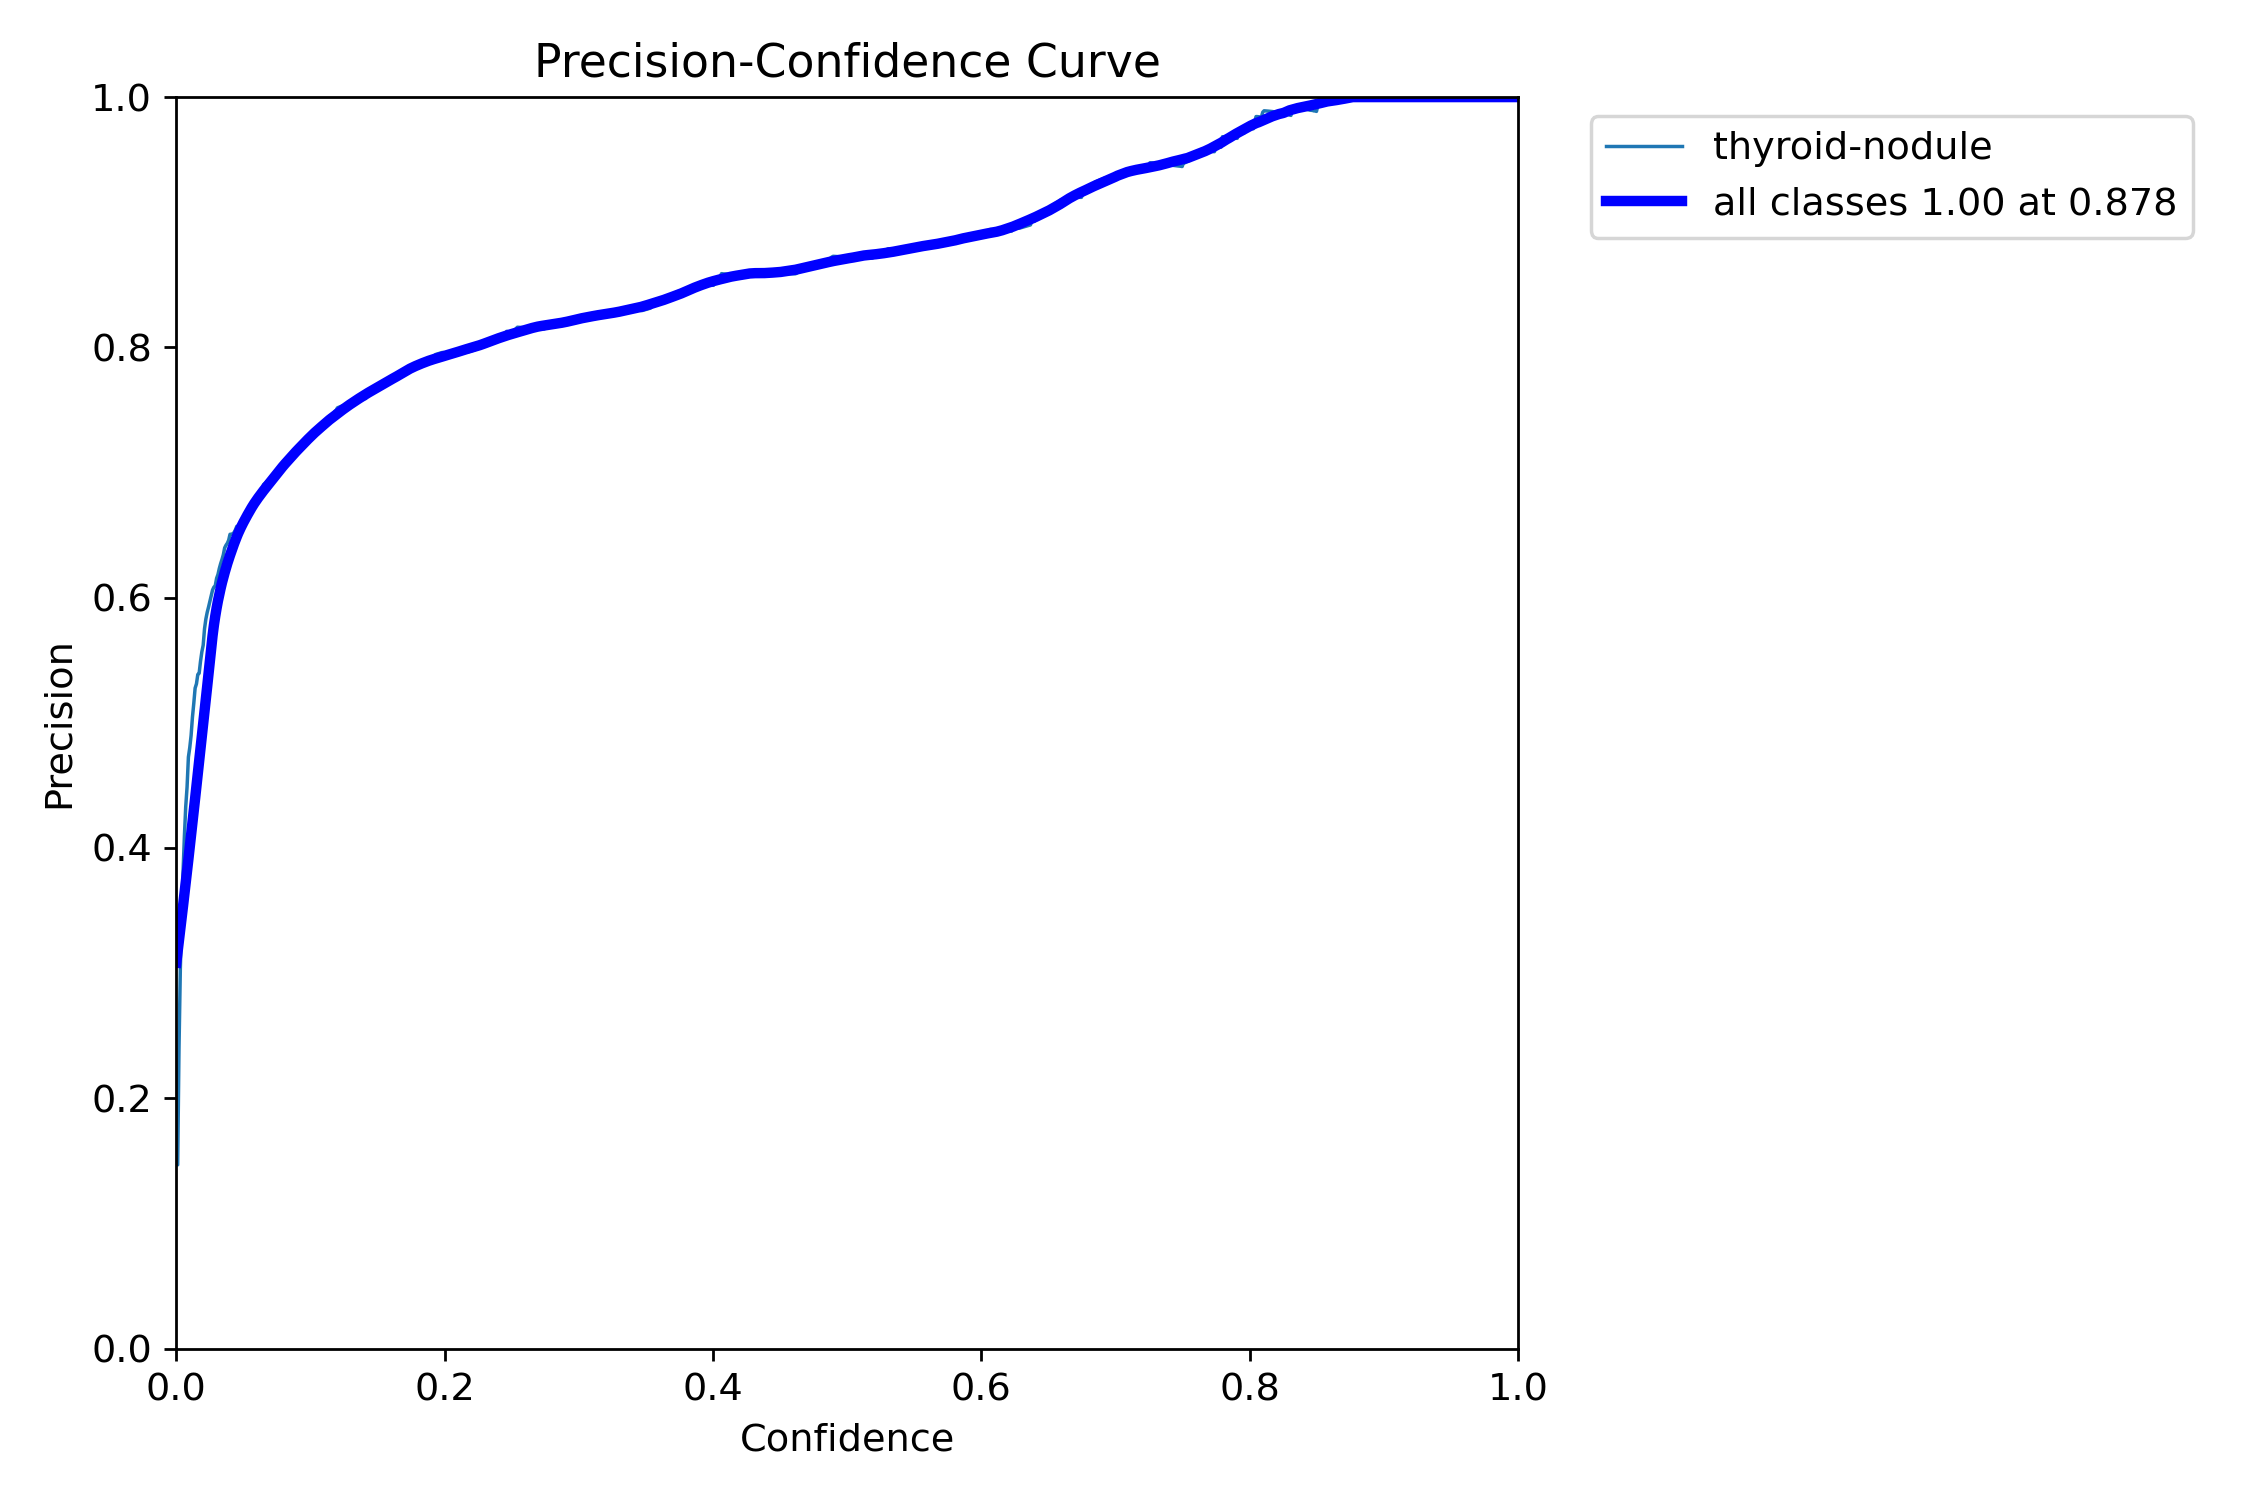 Precision-Confidence Curve
1.0
0.8
0.6
0.4
0.2
0.0
Precision
0.0 0.2 0.4 0.6 0.8 1.0
Confidence
thyroid-nodule
all classes 1.00 at 0.878